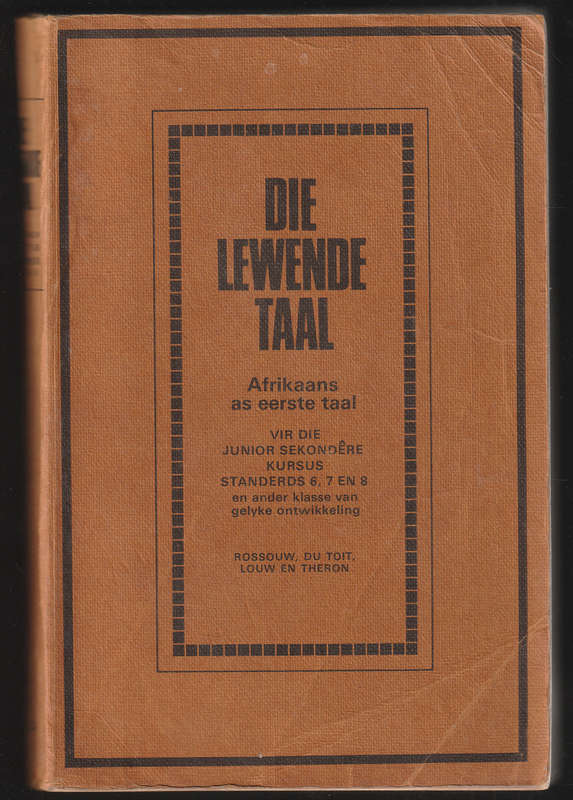 DIE
LEWENDE
TAAL
Afrikaans
as eerste taal
VIR DIE
JUNIOR SEKONDÊRE
KURSUS
STANDERDS 6, 7 EN 8
en ander klasse van
gelyke ontwikkeling
ROSSOUW, DU TOIT,
LOUW EN THERON